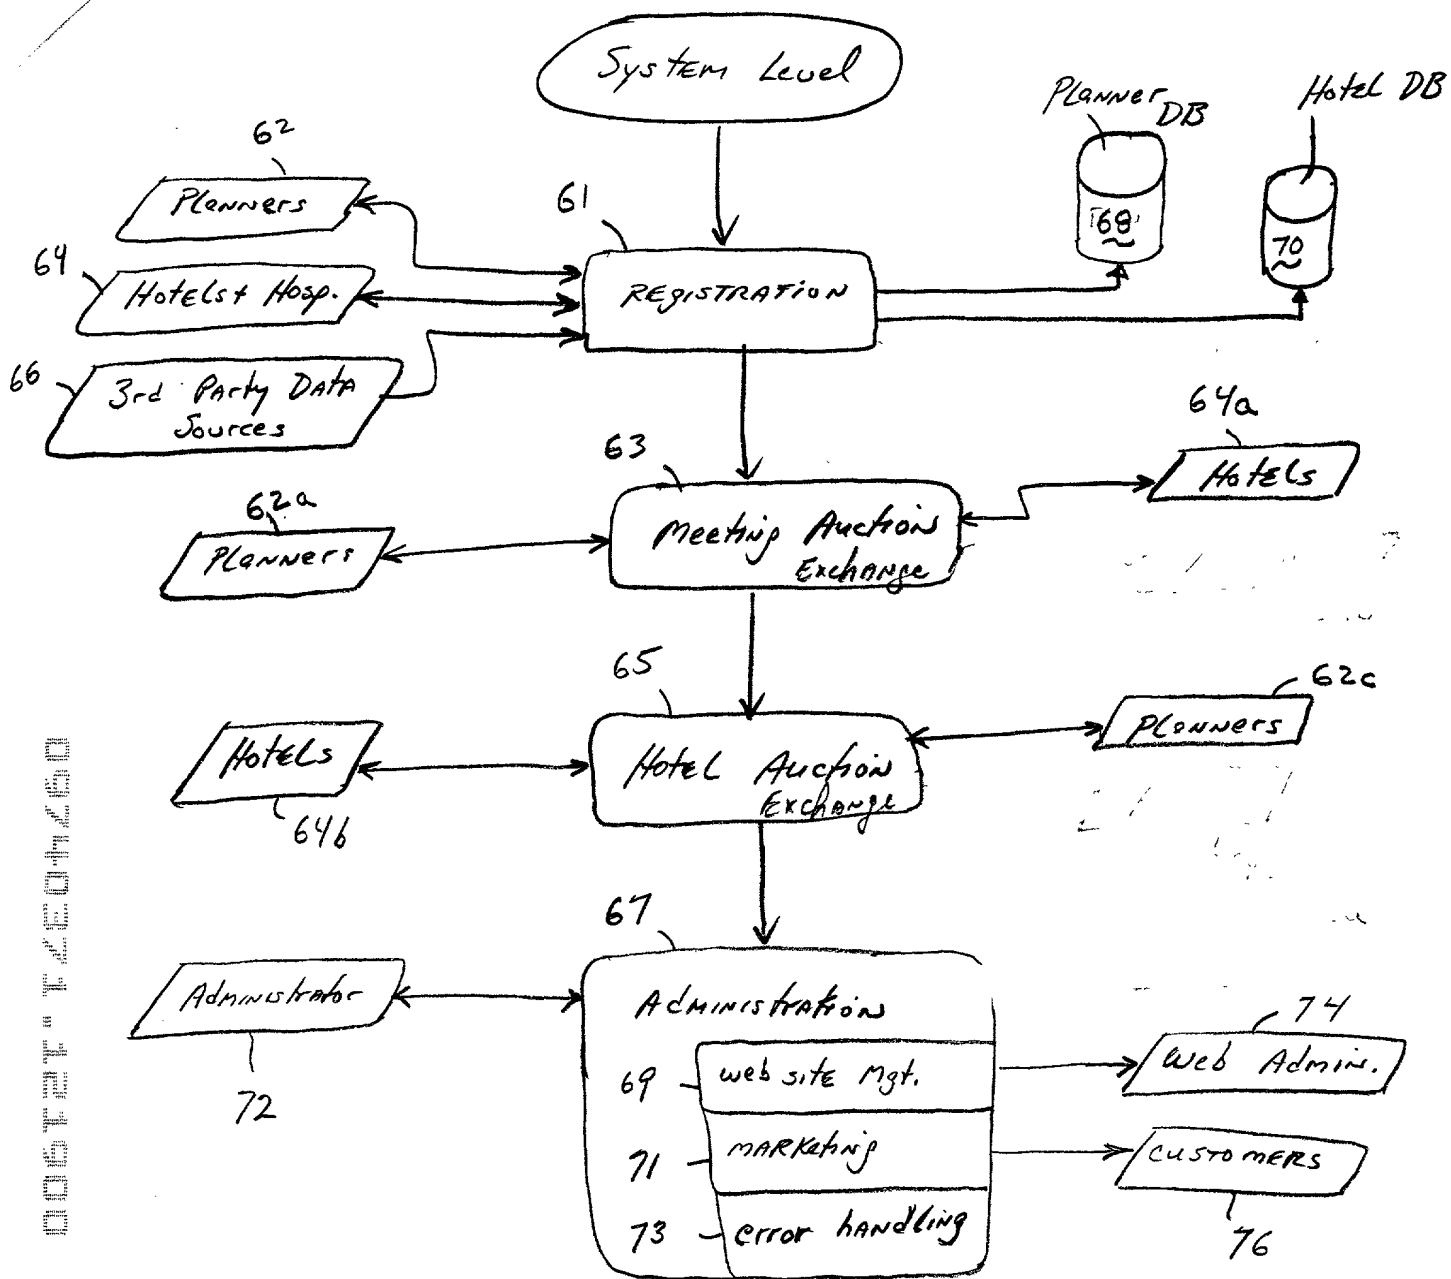 System Level
Planner
DB
Hotel DB
62
Planners
61
68
70
64
Hotels + Hosp.
REGISTRATION
66
3rd Party Data
Sources
64a
Hotels
63
62a
Planners
Meeting Auction
Exchange
65
62c
Planners
Hotels
Hotel Auction
Exchange
64b
67
Administrator
Administration
74
Web Admin.
69
web site Mgt.
72
71
marketing
CUSTOMERS
73
error handling
76